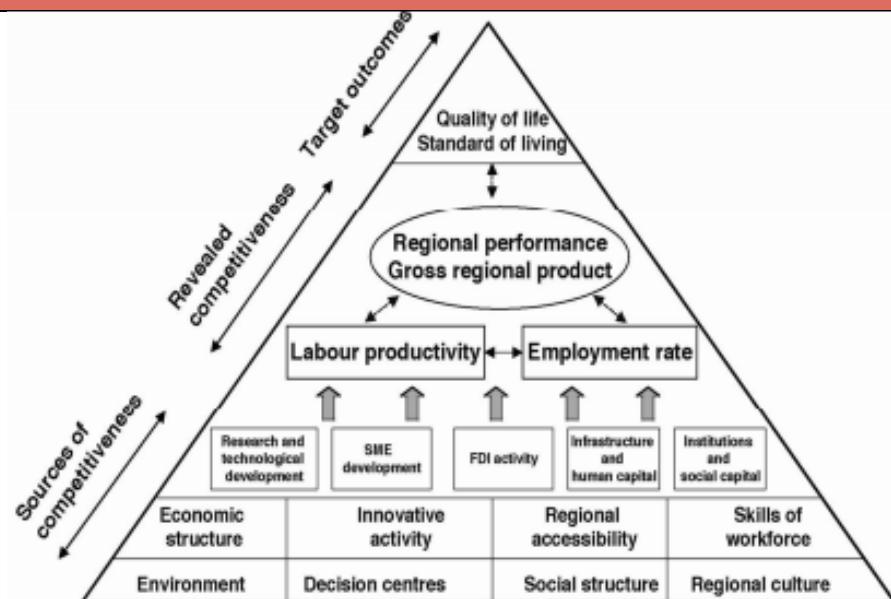 Target outcomes
Revealed
competitiveness
Sources of
competitiveness
Quality of life
Standard of living
Regional performance
Gross regional product
Labour productivity
Employment rate
Research and
technological
development
SME
development
FDI activity
Infrastructure
and
human capital
Institutions
and
social capital
Economic
structure
Innovative
activity
Regional
accessibility
Skills of
workforce
Environment
Decision centres
Social structure
Regional culture